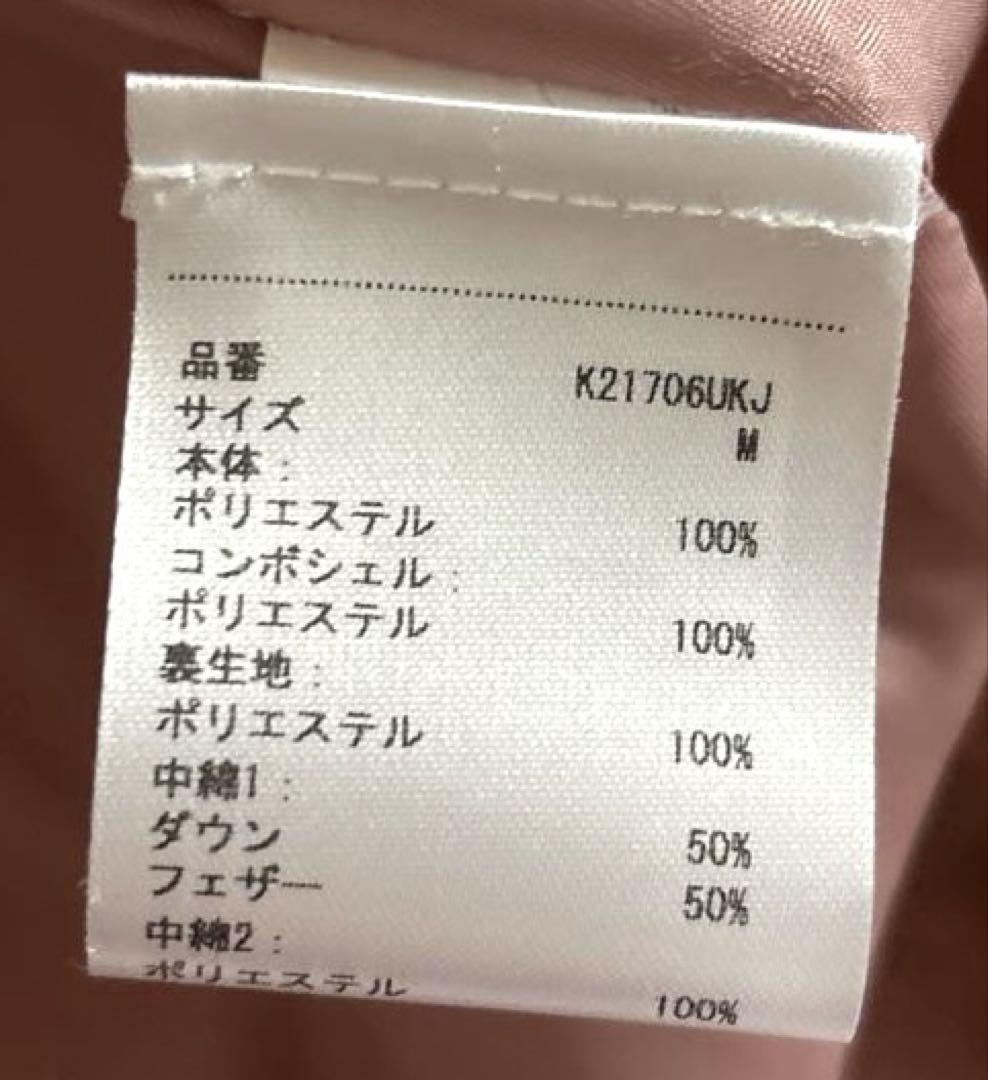 品番 K21706UKJ
サイズ M
本体:
ポリエステル 100%
コンボシェル:
ポリエステル 100%
裏生地:
ポリエステル 100%
中綿1:
ダウン 50%
フェザー 50%
中綿2:
ポリエステル 100%